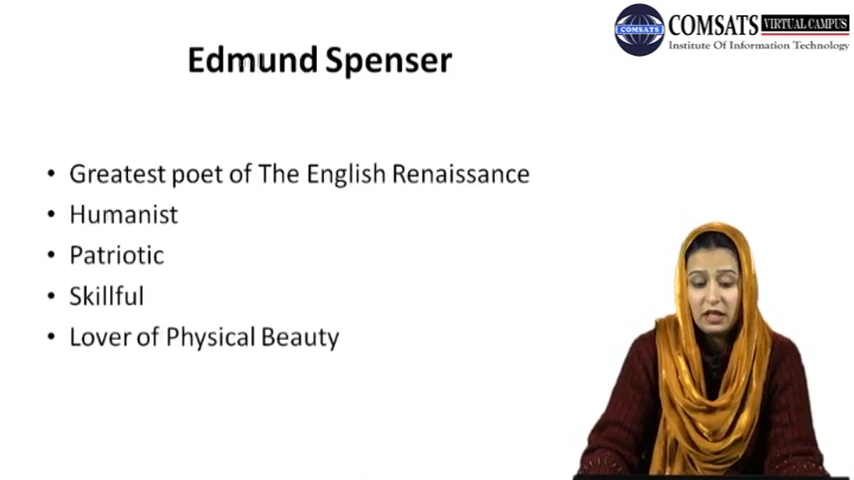 COMSATS VIRTUAL CAMPUS
COMSATS
Institute Of Information Technology
Edmund Spenser
• Greatest poet of The English Renaissance
• Humanist
• Patriotic
• Skillful
• Lover of Physical Beauty